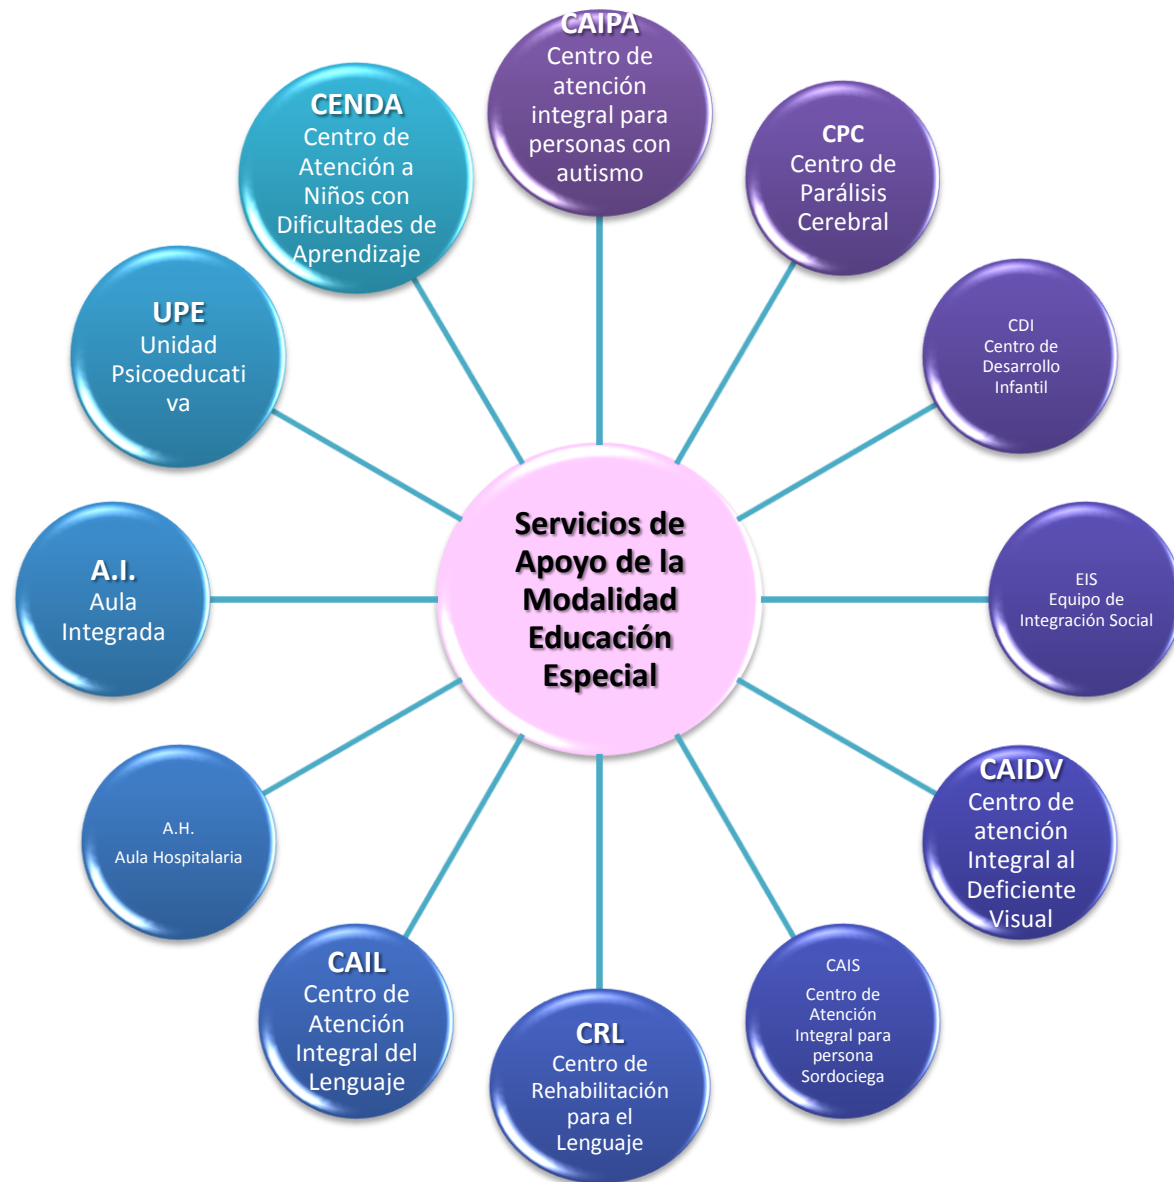 CAIPA
Centro de
atención
integral para
personas con
autismo
CPC
Centro de
Parálisis
Cerebral
CDI
Centro de
Desarrollo
Infantil
EIS
Equipo de
Integración Social
CAIDV
Centro de
atención
Integral al
Deficiente
Visual
CAIS
Centro de
Atención
Integral para
persona
Sordociega
CRL
Centro de
Rehabilitación
para el
Lenguaje
CAIL
Centro de
Atención
Integral del
Lenguaje
A.H.
Aula Hospitalaria
A.I.
Aula
Integrada
UPE
Unidad
Psicoeducati
va
CENDA
Centro de
Atención a
Niños con
Dificultades de
Aprendizaje
Servicios de
Apoyo de la
Modalidad
Educación
Especial